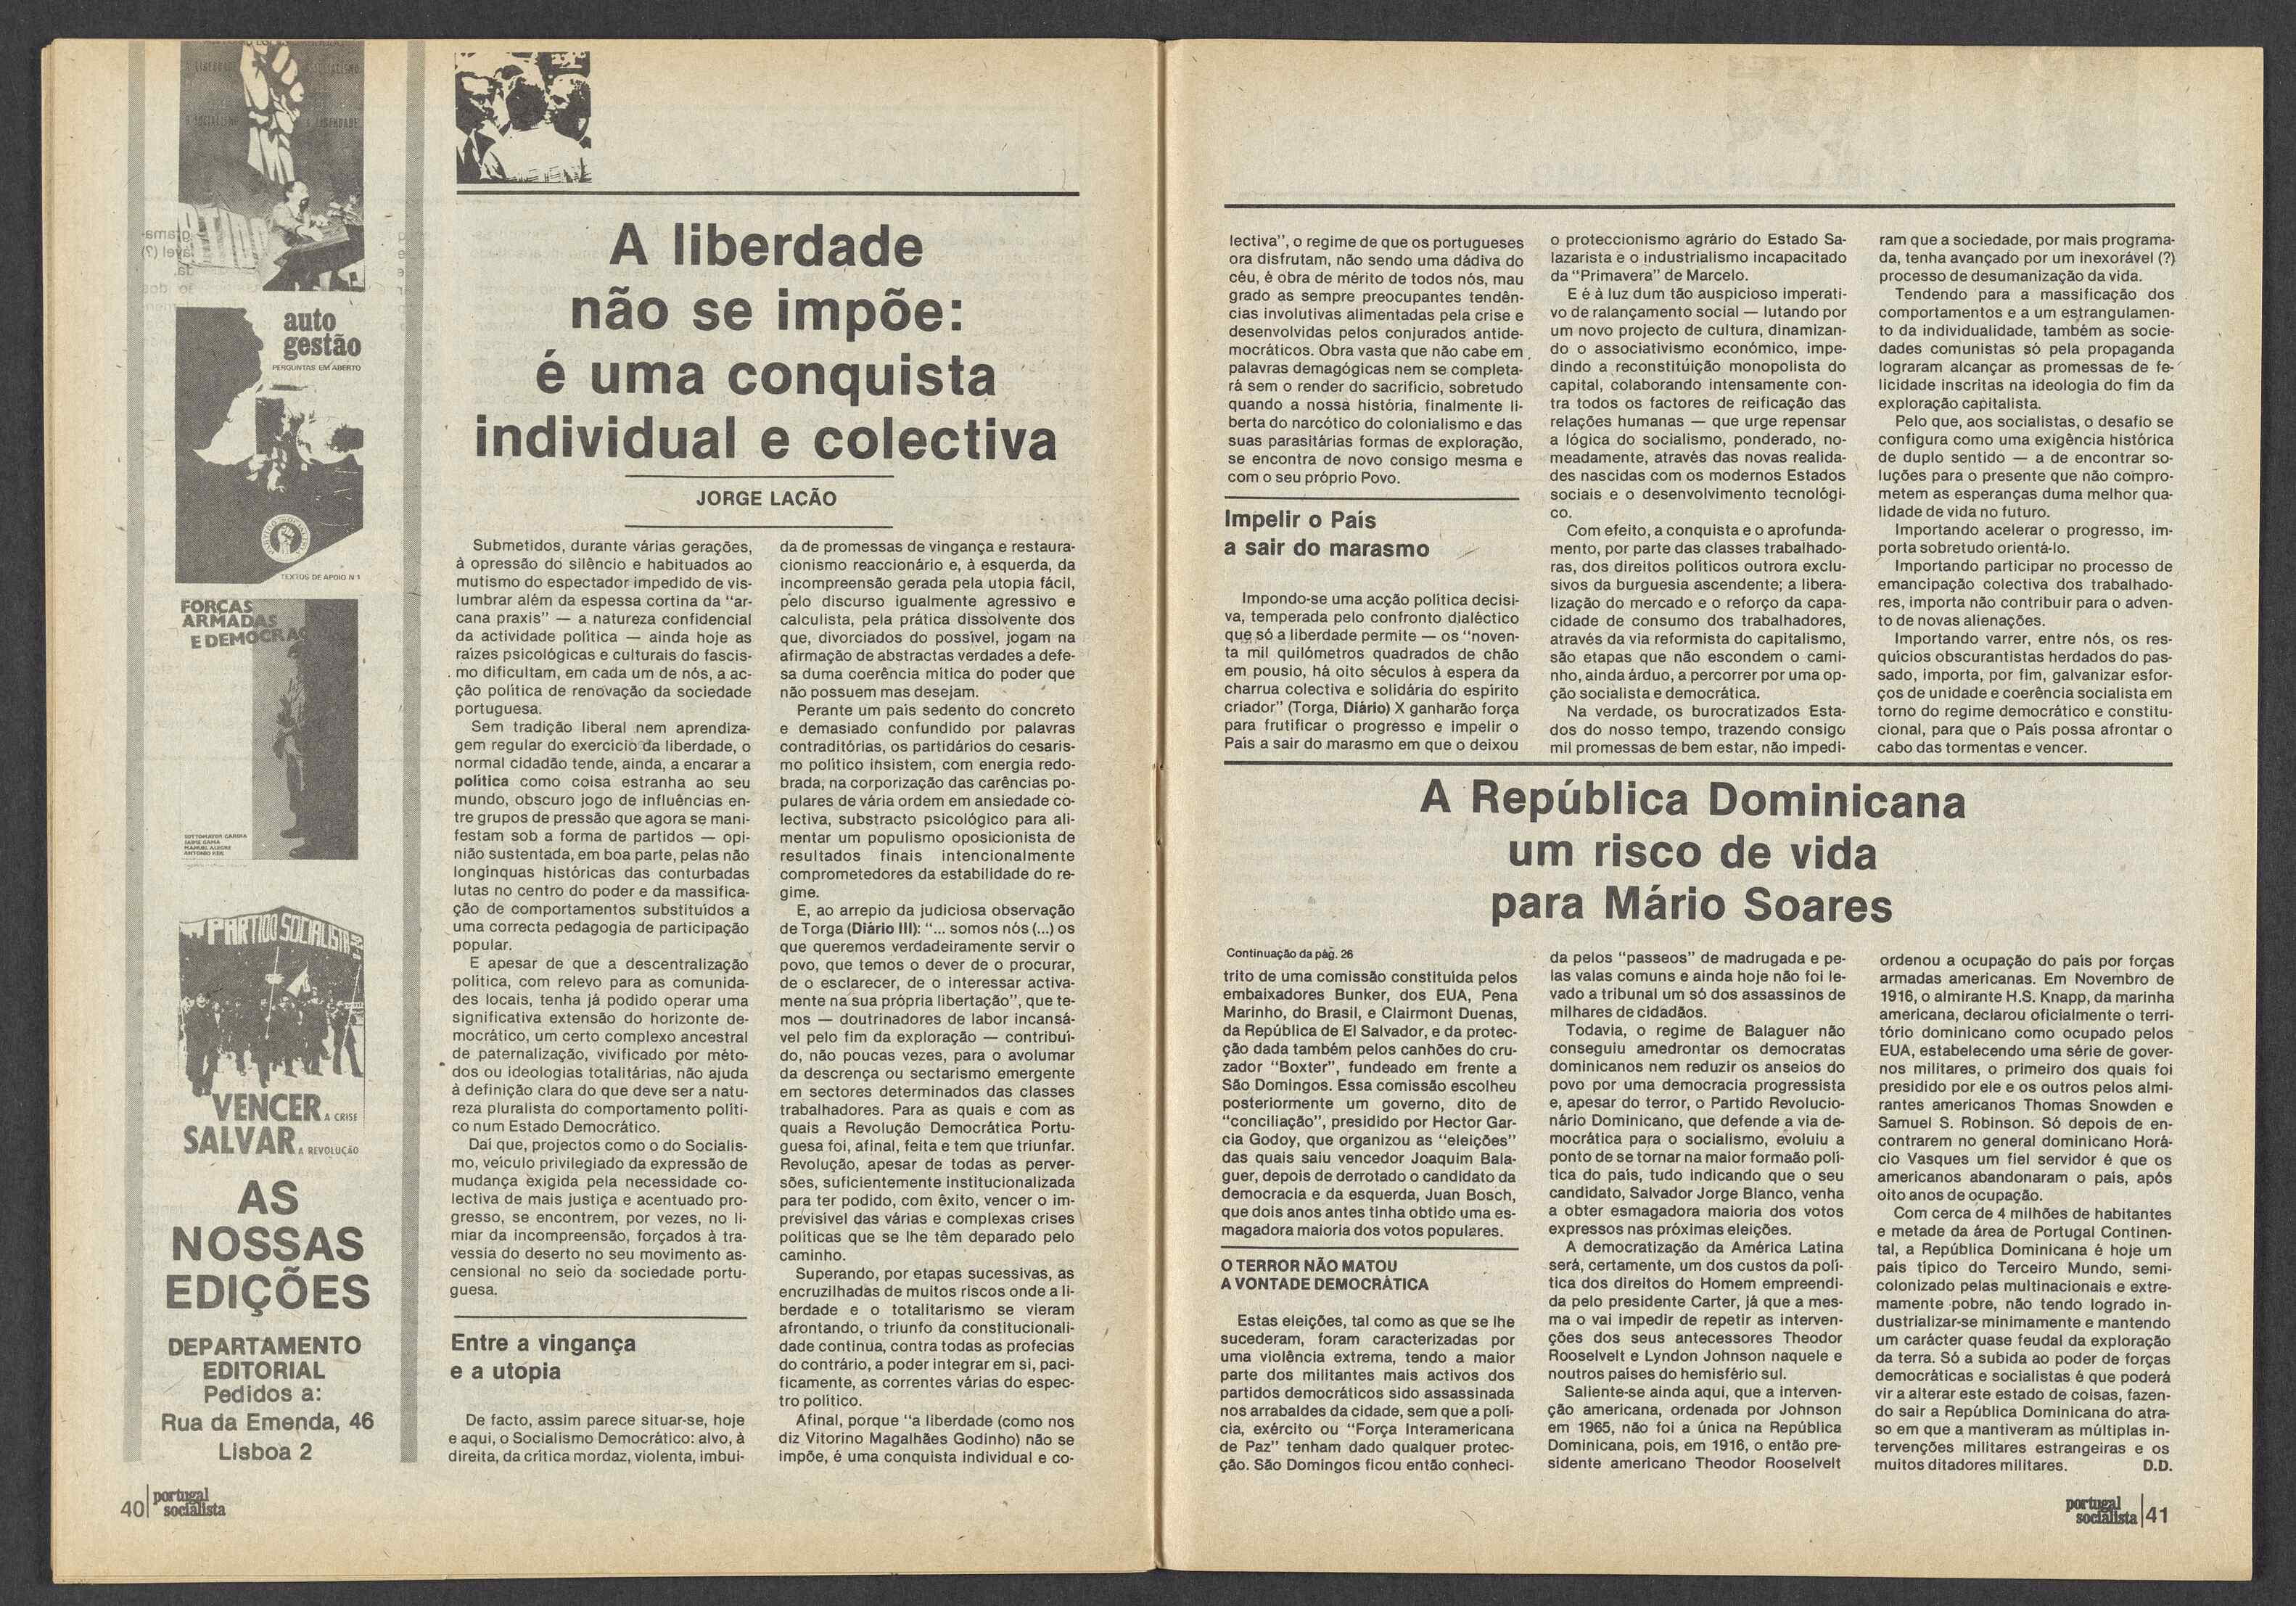 A LIBERDADE
O SOCIALISMO
A LIBERDADE
auto
gestão
PERGUNTAS EM ABERTO
TEXTOS DE APOIO N.º 1
FORÇAS
ARMADAS
E DEMOCRAC
SOTTOMAYOR CARDIA
JAIME GAMA
MANUEL ALEGRE
ANTÓNIO REIS
PARTIDO SOCIALISTA
VENCER A CRISE
SALVAR A REVOLUÇÃO
AS
NOSSAS
EDIÇÕES
DEPARTAMENTO
EDITORIAL
Pedidos a:
Rua da Emenda, 46
Lisboa 2
40 portugal
socialista
A liberdade
não se impõe:
é uma conquista
individual e colectiva
JORGE LACÃO
Submetidos, durante várias gerações,
à opressão do silêncio e habituados ao
mutismo do espectador impedido de vis-
lumbrar além da espessa cortina da "ar-
cana praxis" — a natureza confidencial
da actividade política — ainda hoje as
raízes psicológicas e culturais do fascis-
mo dificultam, em cada um de nós, a ac-
ção política de renovação da sociedade
portuguesa.
Sem tradição liberal nem aprendiza-
gem regular do exercício da liberdade, o
normal cidadão tende, ainda, a encarar a
política como coisa estranha ao seu
mundo, obscuro jogo de influências en-
tre grupos de pressão que agora se mani-
festam sob a forma de partidos — opi-
nião sustentada, em boa parte, pelas não
longínquas históricas das conturbadas
lutas no centro do poder e da massifica-
ção de comportamentos substituídos a
uma correcta pedagogia de participação
popular.
E apesar de que a descentralização
política, com relevo para as comunida-
des locais, tenha já podido operar uma
significativa extensão do horizonte de-
mocrático, um certo complexo ancestral
de paternalização, vivificado por méto-
dos ou ideologias totalitárias, não ajuda
à definição clara do que deve ser a natu-
reza pluralista do comportamento políti-
co num Estado Democrático.
Daí que, projectos como o do Socialis-
mo, veículo privilegiado da expressão de
mudança exigida pela necessidade co-
lectiva de mais justiça e acentuado pro-
gresso, se encontrem, por vezes, no li-
miar da incompreensão, forçados à tra-
vessia do deserto no seu movimento as-
censional no seio da sociedade portu-
guesa.
Entre a vingança
e a utopia
De facto, assim parece situar-se, hoje
e aqui, o Socialismo Democrático: alvo, à
direita, da crítica mordaz, violenta, imbuí-
da de promessas de vingança e restaura-
cionismo reaccionário e, à esquerda, da
incompreensão gerada pela utopia fácil,
pelo discurso igualmente agressivo e
calculista, pela prática dissolvente dos
que, divorciados do possível, jogam na
afirmação de abstractas verdades a defe-
sa duma coerência mítica do poder que
não possuem mas desejam.
Perante um país sedento do concreto
e demasiado confundido por palavras
contraditórias, os partidários do cesaris-
mo político insistem, com energia redo-
brada, na corporização das carências po-
pulares de vária ordem em ansiedade co-
lectiva, substracto psicológico para ali-
mentar um populismo oposicionista de
resultados finais intencionalmente
comprometedores da estabilidade do re-
gime.
E, ao arrepio da judiciosa observação
de Torga (Diário III): "... somos nós (...) os
que queremos verdadeiramente servir o
povo, que temos o dever de o procurar,
de o esclarecer, de o interessar activa-
mente na sua própria libertação", que te-
mos — doutrinadores de labor incansá-
vel pelo fim da exploração — contribuí-
do, não poucas vezes, para o avolumar
da descrença ou sectarismo emergente
em sectores determinados das classes
trabalhadores. Para as quais e com as
quais a Revolução Democrática Portu-
guesa foi, afinal, feita e tem que triunfar.
Revolução, apesar de todas as perver-
sões, suficientemente institucionalizada
para ter podido, com êxito, vencer o im-
previsível das várias e complexas crises
políticas que se lhe têm deparado pelo
caminho.
Superando, por etapas sucessivas, as
encruzilhadas de muitos riscos onde a li-
berdade e o totalitarismo se vieram
afrontando, o triunfo da constitucionali-
dade continua, contra todas as profecias
do contrário, a poder integrar em si, paci-
ficamente, as correntes várias do espec-
tro político.
Afinal, porque "a liberdade (como nos
diz Vitorino Magalhães Godinho) não se
impõe, é uma conquista individual e co-
lectiva", o regime de que os portugueses
ora disfrutam, não sendo uma dádiva do
céu, é obra de mérito de todos nós, mau
grado as sempre preocupantes tendên-
cias involutivas alimentadas pela crise e
desenvolvidas pelos conjurados antide-
mocráticos. Obra vasta que não cabe em
palavras demagógicas nem se completa-
rá sem o render do sacrifício, sobretudo
quando a nossa história, finalmente li-
berta do narcótico do colonialismo e das
suas parasitárias formas de exploração,
se encontra de novo consigo mesma e
com o seu próprio Povo.
Impelir o País
a sair do marasmo
Impondo-se uma acção política decisi-
va, temperada pelo confronto dialéctico
que só a liberdade permite — os "noven-
ta mil quilómetros quadrados de chão
em pousio, há oito séculos à espera da
charrua colectiva e solidária do espírito
criador" (Torga, Diário) X ganharão força
para frutificar o progresso e impelir o
País a sair do marasmo em que o deixou
o proteccionismo agrário do Estado Sa-
lazarista e o industrialismo incapacitado
da "Primavera" de Marcelo.
E é à luz dum tão auspicioso imperati-
vo de ralançamento social — lutando por
um novo projecto de cultura, dinamizan-
do o associativismo económico, impe-
dindo a reconstituição monopolista do
capital, colaborando intensamente con-
tra todos os factores de reificação das
relações humanas — que urge repensar
a lógica do socialismo, ponderado, no-
meadamente, através das novas realida-
des nascidas com os modernos Estados
sociais e o desenvolvimento tecnológi-
co.
Com efeito, a conquista e o aprofunda-
mento, por parte das classes trabalhado-
ras, dos direitos políticos outrora exclu-
sivos da burguesia ascendente; a libera-
lização do mercado e o reforço da capa-
cidade de consumo dos trabalhadores,
através da via reformista do capitalismo,
são etapas que não escondem o cami-
nho, ainda árduo, a percorrer por uma op-
ção socialista e democrática.
Na verdade, os burocratizados Esta-
dos do nosso tempo, trazendo consigo
mil promessas de bem estar, não impedi-
ram que a sociedade, por mais programa-
da, tenha avançado por um inexorável (?)
processo de desumanização da vida.
Tendendo para a massificação dos
comportamentos e a um estrangulamen-
to da individualidade, também as socie-
dades comunistas só pela propaganda
lograram alcançar as promessas de fe-
licidade inscritas na ideologia do fim da
exploração capitalista.
Pelo que, aos socialistas, o desafio se
configura como uma exigência histórica
de duplo sentido — a de encontrar so-
luções para o presente que não compro-
metem as esperanças duma melhor qua-
lidade de vida no futuro.
Importando acelerar o progresso, im-
porta sobretudo orientá-lo.
Importando participar no processo de
emancipação colectiva dos trabalhado-
res, importa não contribuir para o adven-
to de novas alienações.
Importando varrer, entre nós, os res-
quícios obscurantistas herdados do pas-
sado, importa, por fim, galvanizar esfor-
ços de unidade e coerência socialista em
torno do regime democrático e constitu-
cional, para que o País possa afrontar o
cabo das tormentas e vencer.
A República Dominicana
um risco de vida
para Mário Soares
Continuação da pág. 26
trito de uma comissão constituída pelos
embaixadores Bunker, dos EUA, Pena
Marinho, do Brasil, e Clairmont Duenas,
da República de El Salvador, e da protec-
ção dada também pelos canhões do cru-
zador "Boxter", fundeado em frente a
São Domingos. Essa comissão escolheu
posteriormente um governo, dito de
"conciliação", presidido por Hector Gar-
cia Godoy, que organizou as "eleições"
das quais saiu vencedor Joaquim Bala-
guer, depois de derrotado o candidato da
democracia e da esquerda, Juan Bosch,
que dois anos antes tinha obtido uma es-
magadora maioria dos votos populares.
O TERROR NÃO MATOU
A VONTADE DEMOCRÁTICA
Estas eleições, tal como as que se lhe
sucederam, foram caracterizadas por
uma violência extrema, tendo a maior
parte dos militantes mais activos dos
partidos democráticos sido assassinada
nos arrabaldes da cidade, sem que a polí-
cia, exército ou "Força Interamericana
de Paz" tenham dado qualquer protec-
ção. São Domingos ficou então conheci-
da pelos "passeos" de madrugada e pe-
las valas comuns e ainda hoje não foi le-
vado a tribunal um só dos assassinos de
milhares de cidadãos.
Todavia, o regime de Balaguer não
conseguiu amedrontar os democratas
dominicanos nem reduzir os anseios do
povo por uma democracia progressista
e, apesar do terror, o Partido Revolucio-
nário Dominicano, que defende a via de-
mocrática para o socialismo, evoluiu a
ponto de se tornar na maior formaão polí-
tica do país, tudo indicando que o seu
candidato, Salvador Jorge Blanco, venha
a obter esmagadora maioria dos votos
expressos nas próximas eleições.
A democratização da América Latina
será, certamente, um dos custos da polí-
tica dos direitos do Homem empreendi-
da pelo presidente Carter, já que a mes-
ma o vai impedir de repetir as interven-
ções dos seus antecessores Theodor
Rooselvelt e Lyndon Johnson naquele e
noutros países do hemisfério sul.
Saliente-se ainda aqui, que a interven-
ção americana, ordenada por Johnson
em 1965, não foi a única na República
Dominicana, pois, em 1916, o então pre-
sidente americano Theodor Rooselvelt
ordenou a ocupação do país por forças
armadas americanas. Em Novembro de
1916, o almirante H.S. Knapp, da marinha
americana, declarou oficialmente o terri-
tório dominicano como ocupado pelos
EUA, estabelecendo uma série de gover-
nos militares, o primeiro dos quais foi
presidido por ele e os outros pelos almi-
rantes americanos Thomas Snowden e
Samuel S. Robinson. Só depois de en-
contrarem no general dominicano Horá-
cio Vasques um fiel servidor é que os
americanos abandonaram o país, após
oito anos de ocupação.
Com cerca de 4 milhões de habitantes
e metade da área de Portugal Continen-
tal, a República Dominicana é hoje um
país típico do Terceiro Mundo, semi-
colonizado pelas multinacionais e extre-
mamente pobre, não tendo logrado in-
dustrializar-se minimamente e mantendo
um carácter quase feudal da exploração
da terra. Só a subida ao poder de forças
democráticas e socialistas é que poderá
vir a alterar este estado de coisas, fazen-
do sair a República Dominicana do atra-
so em que a mantiveram as múltiplas in-
tervenções militares estrangeiras e os
muitos ditadores militares. D.D.
portugal
socialista 41